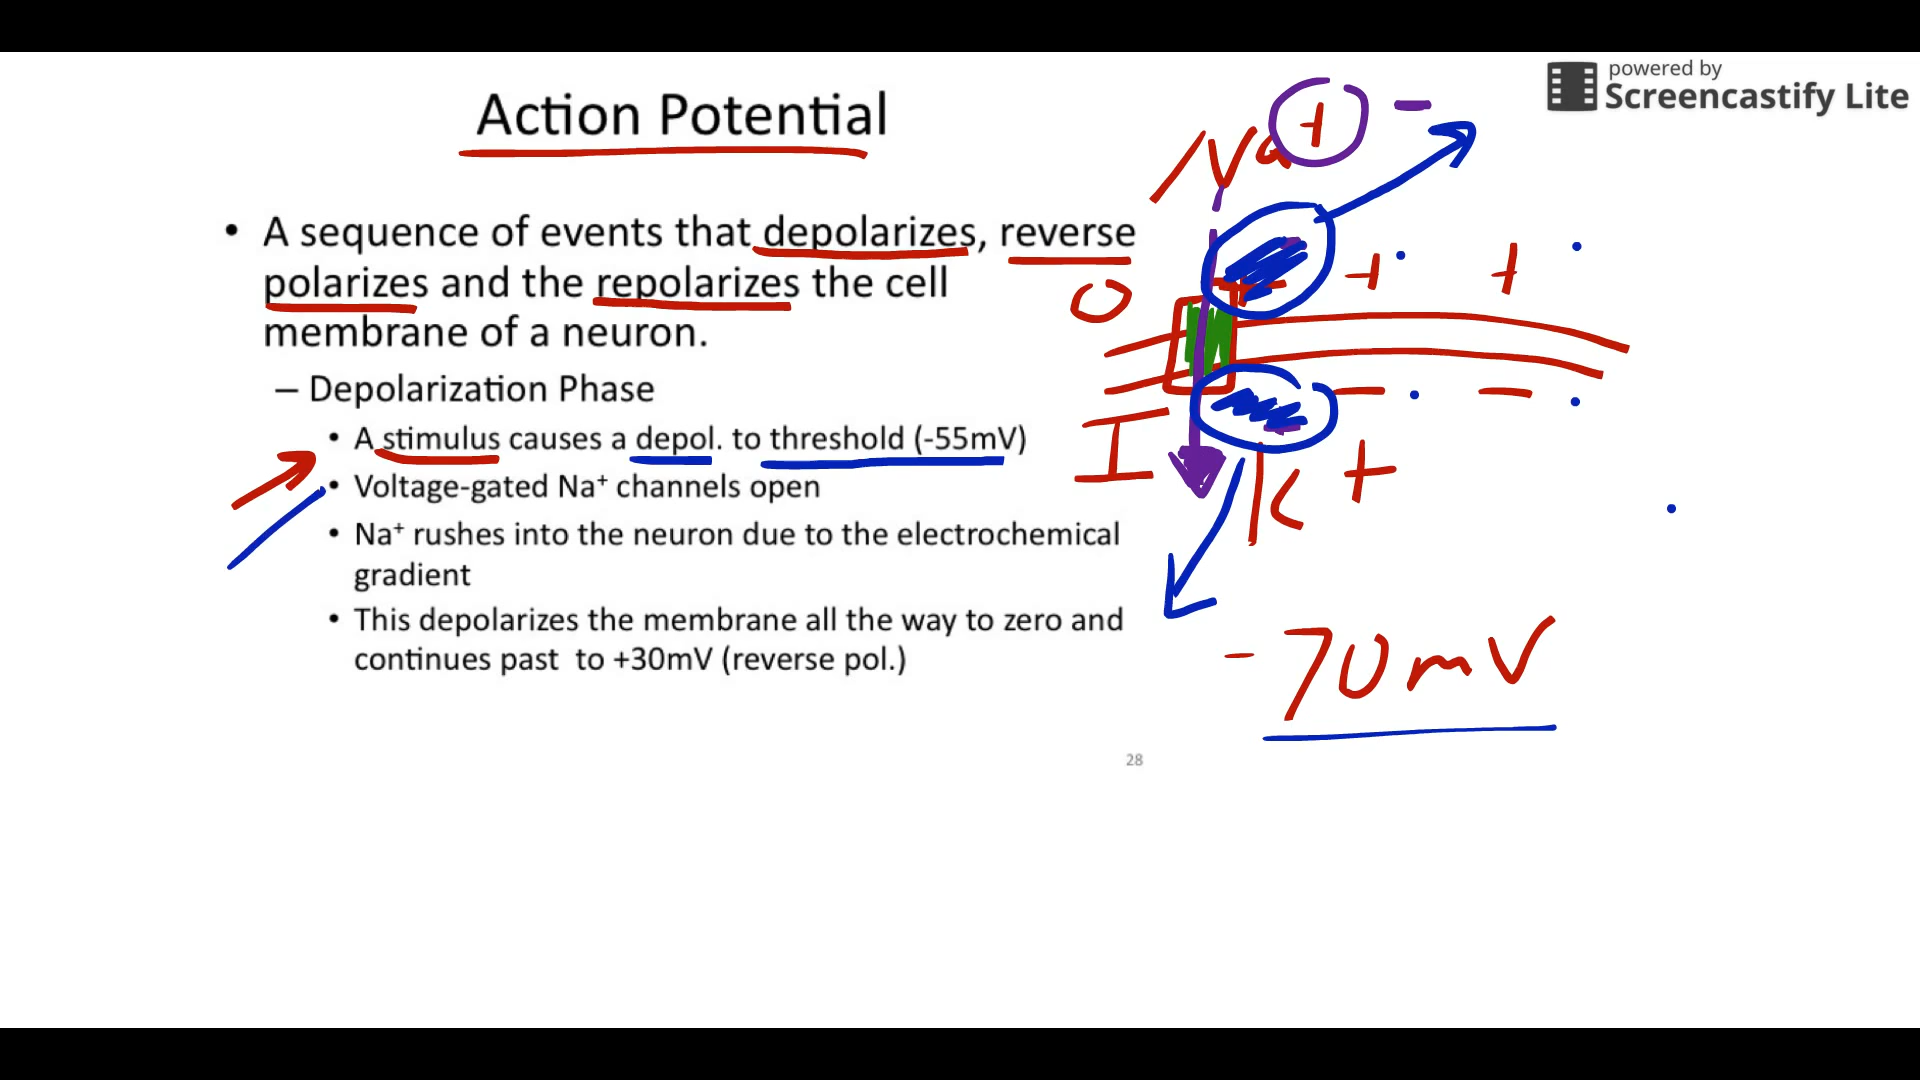 powered by
Screencastify Lite
Action Potential
• A sequence of events that depolarizes, reverse
polarizes and the repolarizes the cell
membrane of a neuron.
– Depolarization Phase
• A stimulus causes a depol. to threshold (-55mV)
• Voltage-gated Na⁺ channels open
• Na⁺ rushes into the neuron due to the electrochemical
gradient
• This depolarizes the membrane all the way to zero and
continues past  to +30mV (reverse pol.)
28
Na + -
+ + +
O
- -
I
K +
-70mV